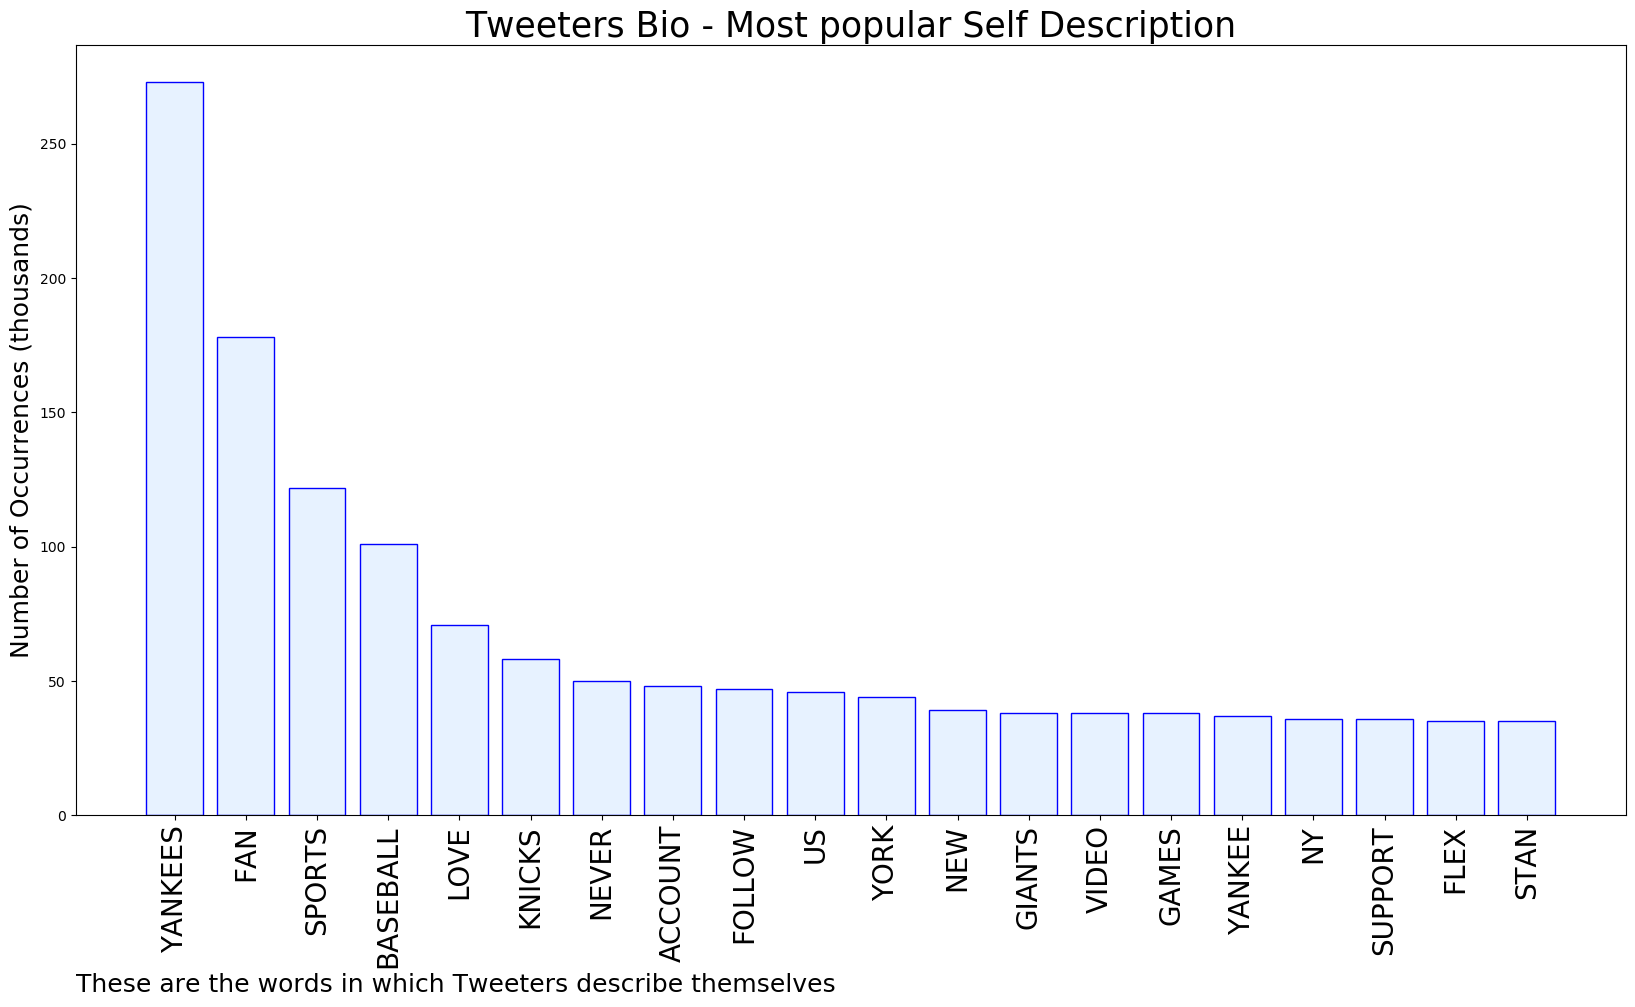 Tweeters Bio - Most popular Self Description
Number of Occurrences (thousands)
250
200
150
100
50
0
YANKEES
FAN
SPORTS
BASEBALL
LOVE
KNICKS
NEVER
ACCOUNT
FOLLOW
US
YORK
NEW
GIANTS
VIDEO
GAMES
YANKEE
NY
SUPPORT
FLEX
STAN
These are the words in which Tweeters describe themselves